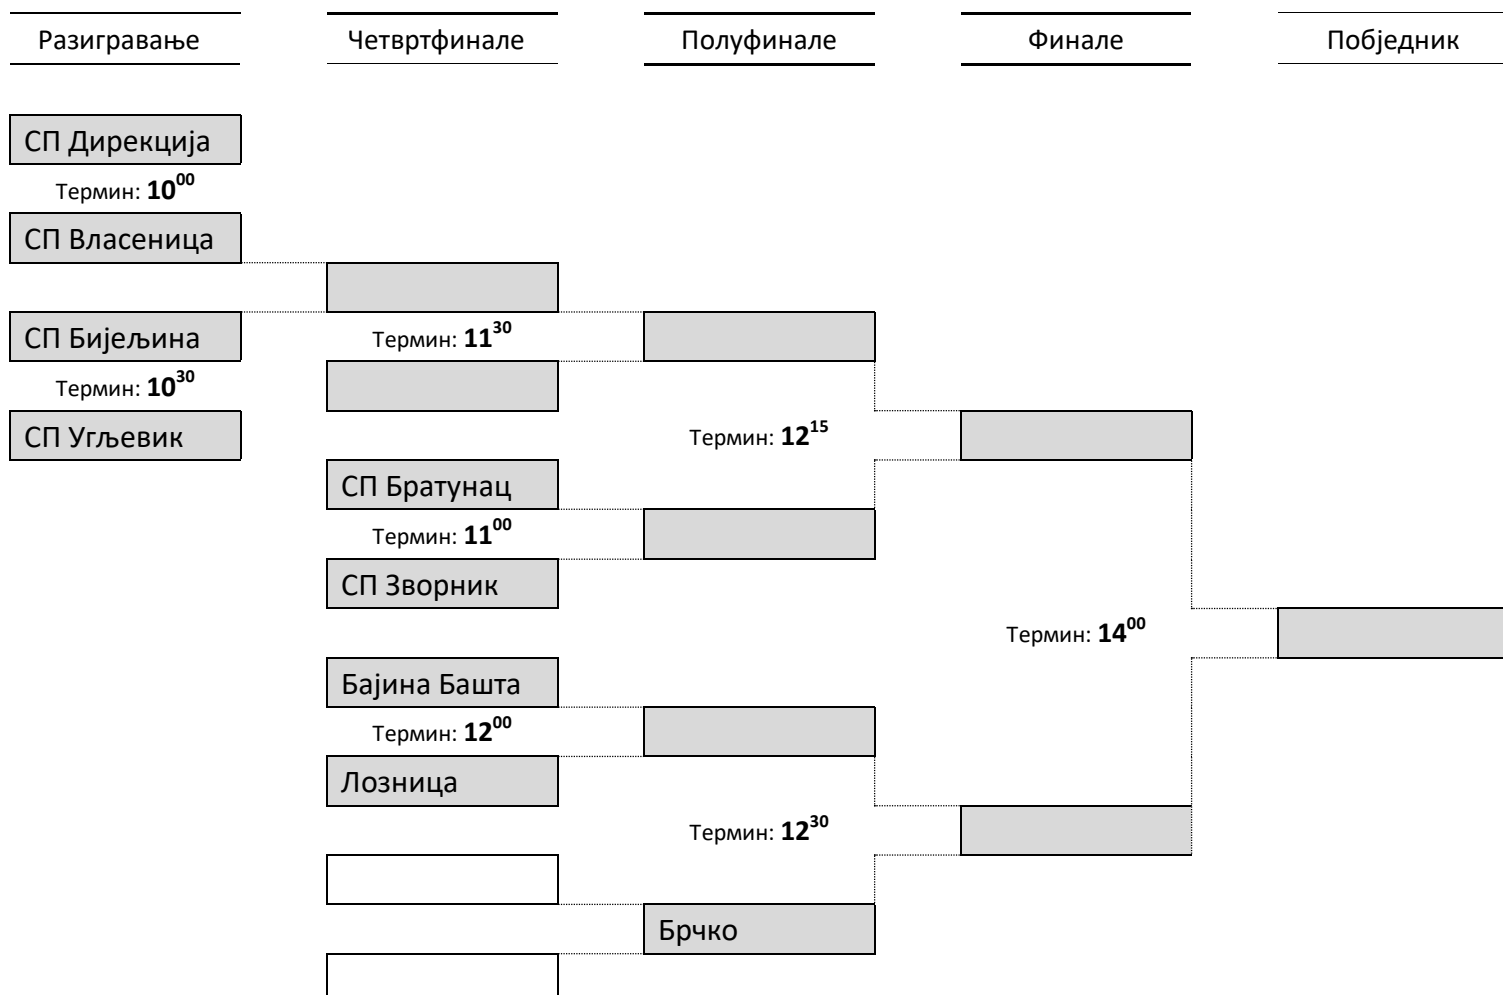 Разигравање
Четвртфинале
Полуфинале
Финале
Побједник
СП Дирекција
Термин: 10⁰⁰
СП Власеница
СП Бијељина
Термин: 11³⁰
Термин: 10³⁰
СП Угљевик
Термин: 12¹⁵
СП Братунац
Термин: 11⁰⁰
СП Зворник
Термин: 14⁰⁰
Бајина Башта
Термин: 12⁰⁰
Лозница
Термин: 12³⁰
Брчко